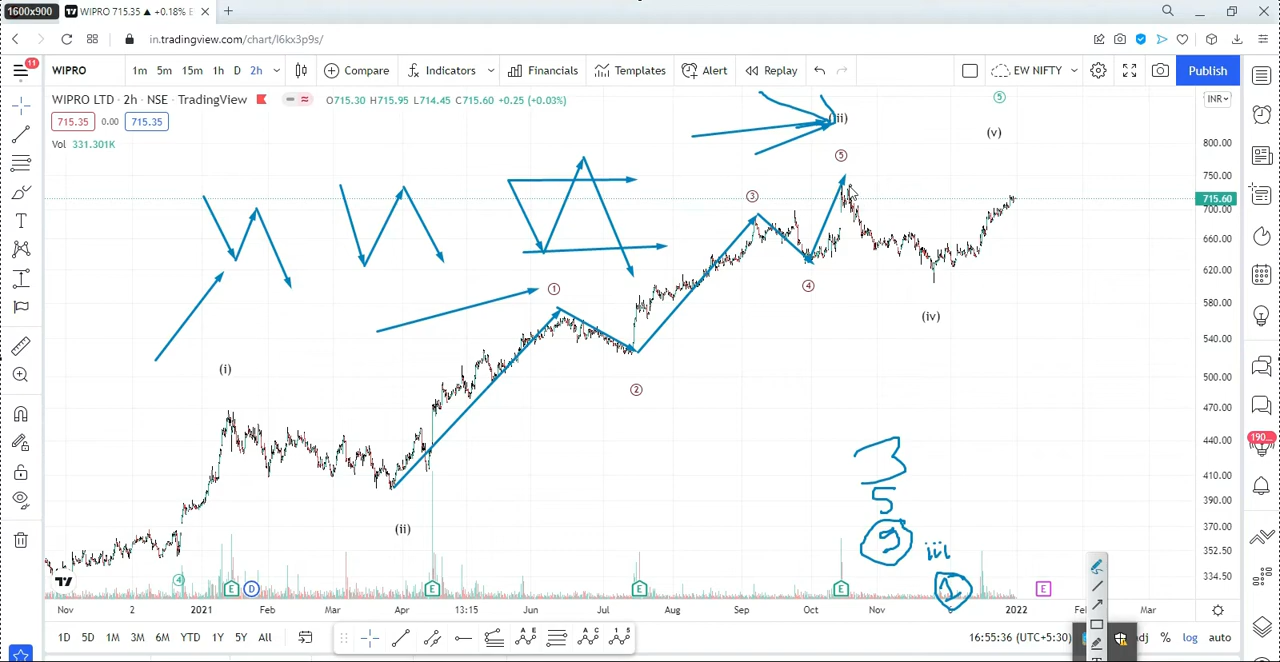 1600x900
WIPRO 715.35 ▲ +0.18% E
in.tradingview.com/chart/l6kx3p9s/
11
WIPRO 1m 5m 15m 1h D 2h Compare Indicators Financials Templates Alert Replay EW NIFTY Publish
WIPRO LTD · 2h · NSE · TradingView O715.30 H715.95 L714.45 C715.60 +0.25 (+0.03%)
INR
715.35 0.00 715.35
Vol 331.301K
5
(v)
5
(i)
1
2
3
4
(iv)
(ii)
800.00
750.00
715.60
700.00
660.00
620.00
580.00
540.00
500.00
470.00
440.00
410.00
390.00
370.00
352.50
334.50
190...
3
5
9
iii
1
4
E D E E E E
Nov 2 2021 Feb Mar Apr 13:15 Jun Jul Aug Sep Oct Nov 2022 Mar
1D 5D 1M 3M 6M YTD 1Y 5Y All 16:55:36 (UTC+5:30) adj % log auto